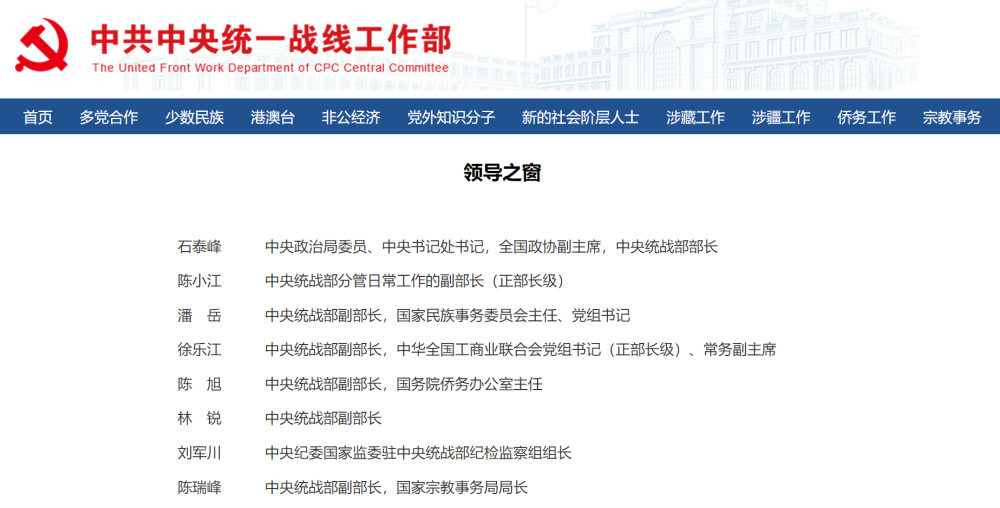 中共中央统一战线工作部
The United Front Work Department of CPC Central Committee
首页 多党合作 少数民族 港澳台 非公经济 党外知识分子 新的社会阶层人士 涉藏工作 涉疆工作 侨务工作 宗教事务
领导之窗
石泰峰 中央政治局委员、中央书记处书记，全国政协副主席，中央统战部部长
陈小江 中央统战部分管日常工作的副部长（正部长级）
潘 岳 中央统战部副部长，国家民族事务委员会主任、党组书记
徐乐江 中央统战部副部长，中华全国工商业联合会党组书记（正部长级）、常务副主席
陈 旭 中央统战部副部长，国务院侨务办公室主任
林 锐 中央统战部副部长
刘军川 中央纪委国家监委驻中央统战部纪检监察组组长
陈瑞峰 中央统战部副部长，国家宗教事务局局长